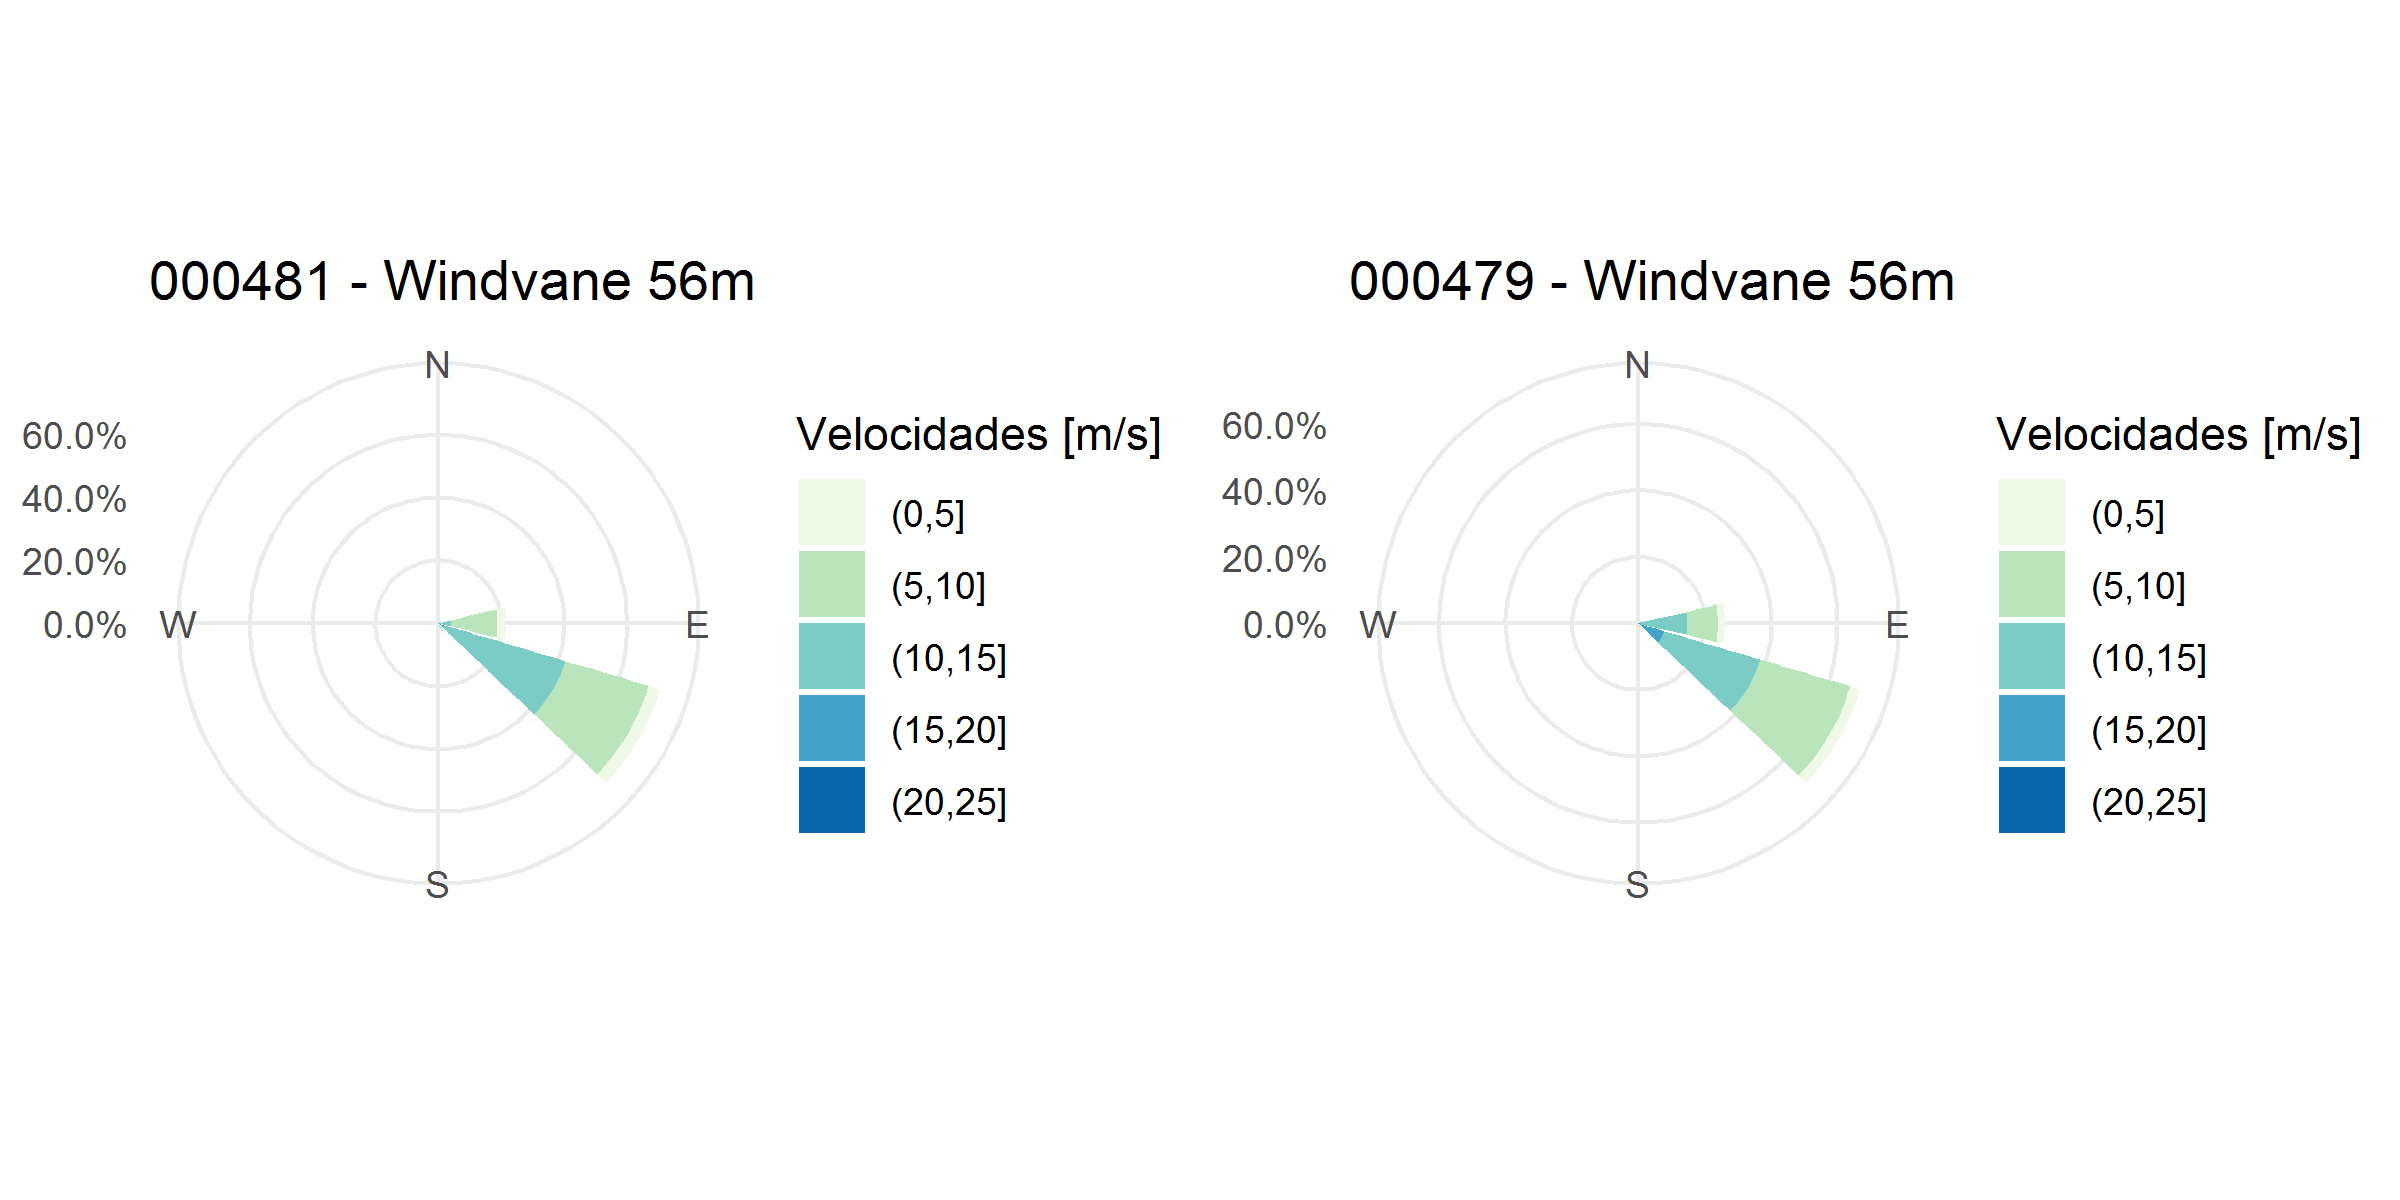 000481 - Windvane 56m
N
60.0%
40.0%
20.0%
0.0%
W
E
S
Velocidades [m/s]
(0,5]
(5,10]
(10,15]
(15,20]
(20,25]
000479 - Windvane 56m
N
60.0%
40.0%
20.0%
0.0%
W
E
S
Velocidades [m/s]
(0,5]
(5,10]
(10,15]
(15,20]
(20,25]